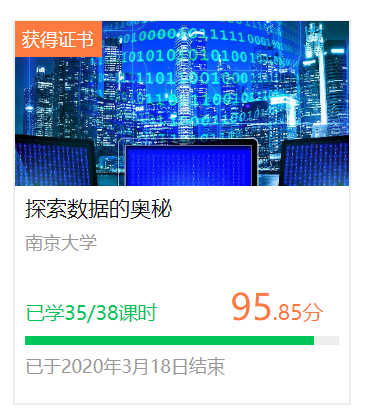 获得证书
探索数据的奥秘
南京大学
已学35/38课时 95.85分
已于2020年3月18日结束